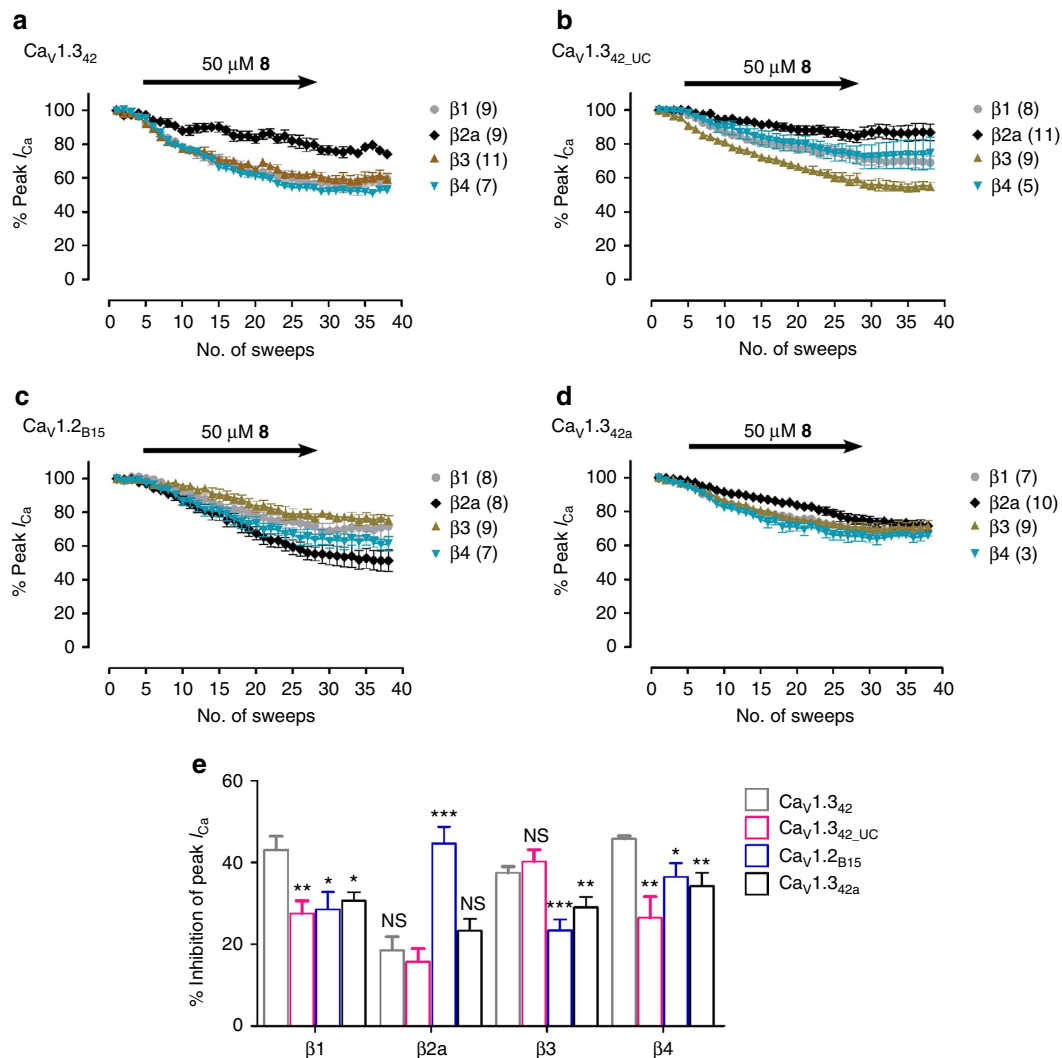 a
CaV1.342
50 μM 8
% Peak ICa
100
80
60
40
20
0
0 5 10 15 20 25 30 35 40
No. of sweeps
β1 (9)
β2a (9)
β3 (11)
β4 (7)
b
CaV1.342_UC
50 μM 8
% Peak ICa
100
80
60
40
20
0
0 5 10 15 20 25 30 35 40
No. of sweeps
β1 (8)
β2a (11)
β3 (9)
β4 (5)
c
CaV1.2B15
50 μM 8
% Peak ICa
100
80
60
40
20
0
0 5 10 15 20 25 30 35 40
No. of sweeps
β1 (8)
β2a (8)
β3 (9)
β4 (7)
d
CaV1.342a
50 μM 8
% Peak ICa
100
80
60
40
20
0
0 5 10 15 20 25 30 35 40
No. of sweeps
β1 (7)
β2a (10)
β3 (9)
β4 (3)
e
% Inhibition of peak ICa
60
40
20
0
** * *
NS *** NS
NS *** **
** * **
β1 β2a β3 β4
CaV1.342
CaV1.342_UC
CaV1.2B15
CaV1.342a